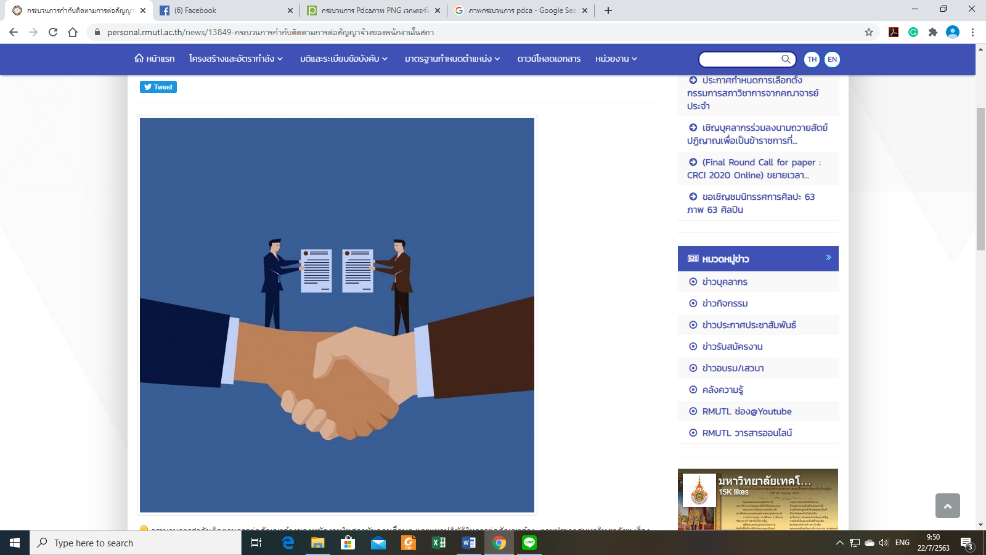 กระบวนการกำกับติดตามการต่อสัญญา
(6) Facebook
กระบวนการ Pdcaภาพ PNG เวกเตอร์แ
ภาพกระบวนการ pdca - Google Sea
personal.rmutl.ac.th/news/13849-กระบวนการกำกับติดตามการต่อสัญญาจ้างของพนักงานในสถา
หน้าแรก
โครงสร้างและอัตรากำลัง
มติและระเบียบข้อบังคับ
มาตรฐานกำหนดตำแหน่ง
ดาวน์โหลดเอกสาร
หน่วยงาน
TH
EN
Tweet
ประกาศกำหนดการเลือกตั้ง
กรรมการสภาวิชาการจากคณาจารย์
ประจำ
เชิญบุคลากรร่วมลงนามถวายสัตย์
ปฏิญาณเพื่อเป็นข้าราชการที่...
(Final Round Call for paper :
CRCI 2020 Online) ขยายเวลา...
ขอเชิญชมนิทรรศการศิลปะ 63
ภาพ 63 ศิลปิน
หมวดหมู่ข่าว
ข่าวบุคลากร
ข่าวกิจกรรม
ข่าวประกาศประชาสัมพันธ์
ข่าวรับสมัครงาน
ข่าวอบรม/เสวนา
คลังความรู้
RMUTL ช่อง@Youtube
RMUTL วารสารออนไลน์
มหาวิทยาลัยเทคโ...
15K likes
Type here to search
ENG
9:50
22/7/2563
3